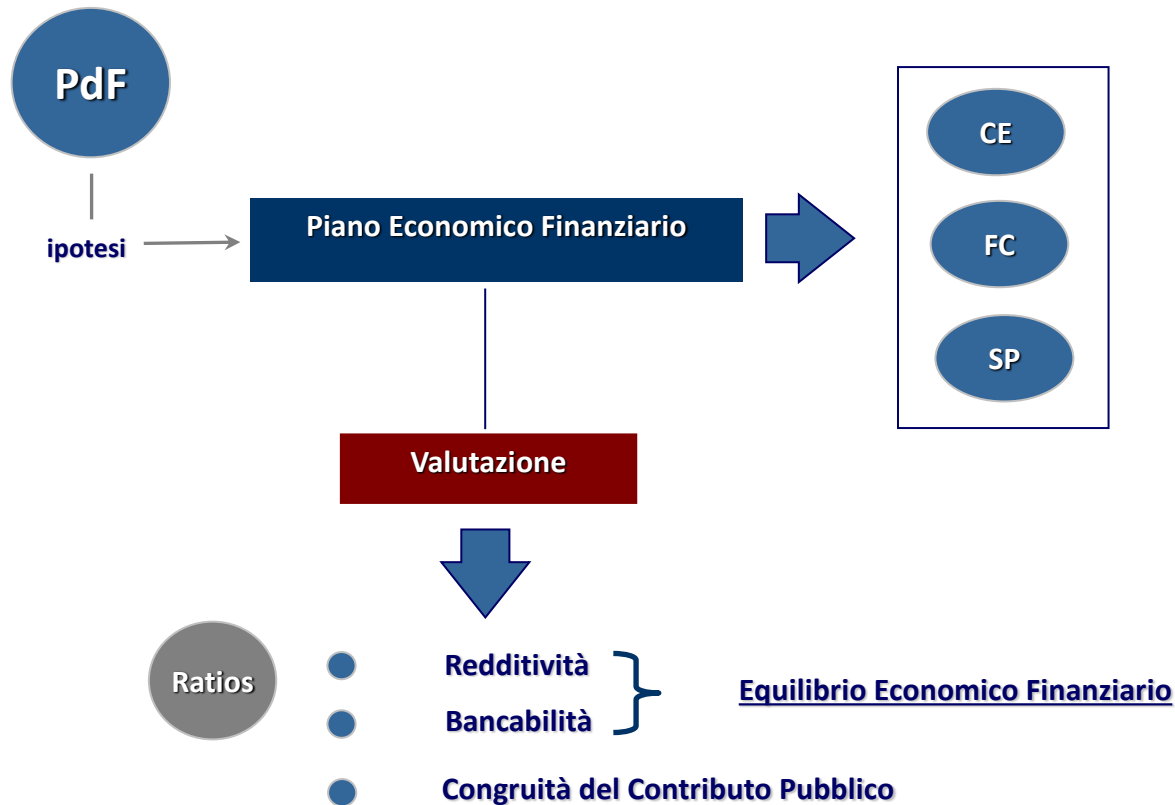 PdF
ipotesi
Piano Economico Finanziario
CE
FC
SP
Valutazione
Ratios
Redditività
Bancabilità
Equilibrio Economico Finanziario
Congruità del Contributo Pubblico